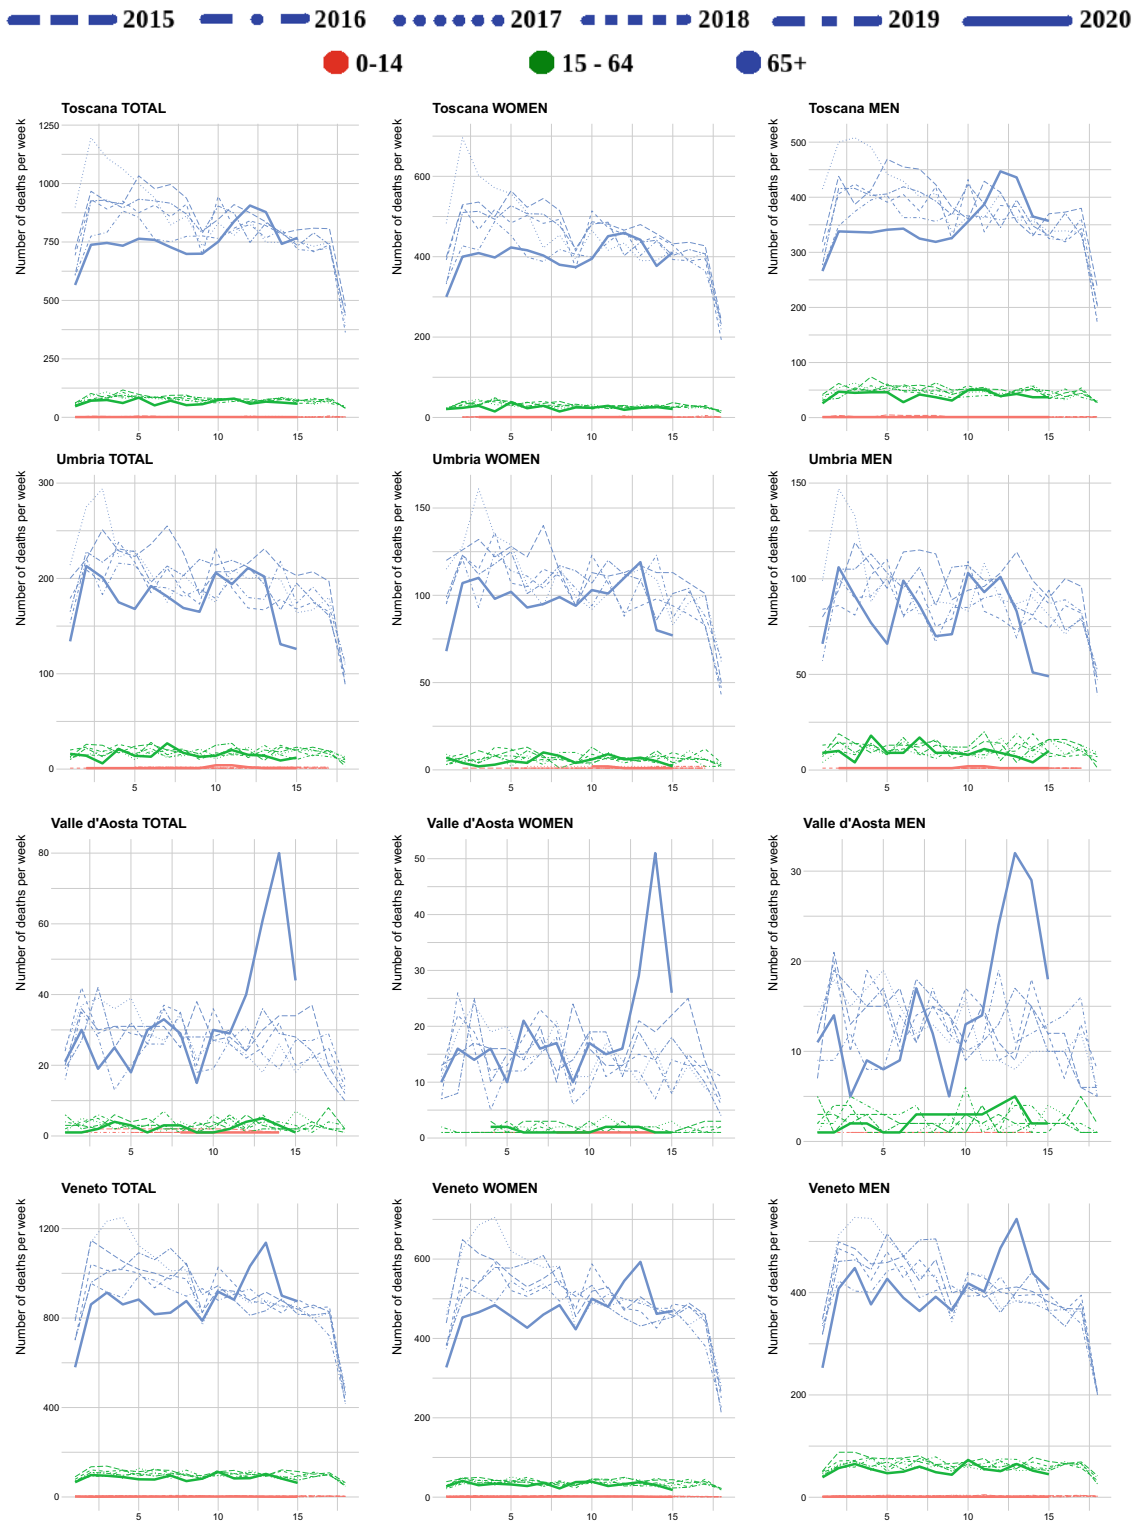 2015 2016 2017 2018 2019 2020
0-14 15 - 64 65+
Toscana TOTAL Toscana WOMEN Toscana MEN
Number of deaths per week Number of deaths per week Number of deaths per week
1250
1000
750
500
250
0
5 10 15
600
400
200
0
5 10 15
500
400
300
200
100
0
5 10 15
Umbria TOTAL Umbria WOMEN Umbria MEN
Number of deaths per week Number of deaths per week Number of deaths per week
300
200
100
0
5 10 15
150
100
50
0
5 10 15
150
100
50
0
5 10 15
Valle d'Aosta TOTAL Valle d'Aosta WOMEN Valle d'Aosta MEN
Number of deaths per week Number of deaths per week Number of deaths per week
80
60
40
20
0
5 10 15
50
40
30
20
10
0
5 10 15
30
20
10
0
5 10 15
Veneto TOTAL Veneto WOMEN Veneto MEN
Number of deaths per week Number of deaths per week Number of deaths per week
1200
800
400
0
5 10 15
600
400
200
0
5 10 15
400
200
0
5 10 15